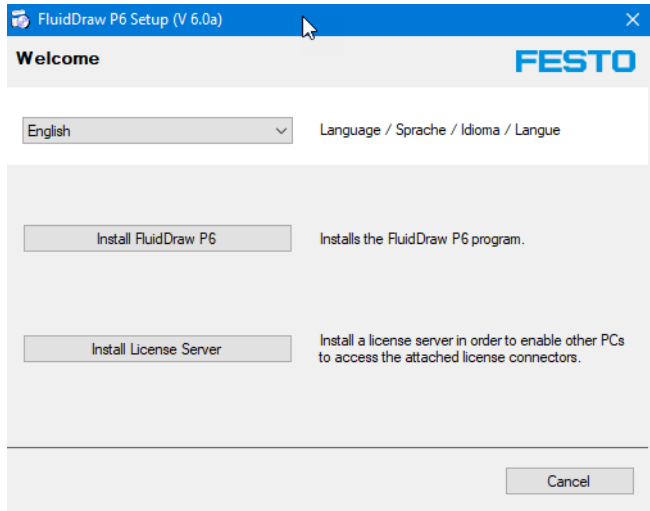 FluidDraw P6 Setup (V 6.0a)
Welcome
FESTO
English
Language / Sprache / Idioma / Langue
Install FluidDraw P6
Installs the FluidDraw P6 program.
Install License Server
Install a license server in order to enable other PCs
to access the attached license connectors.
Cancel